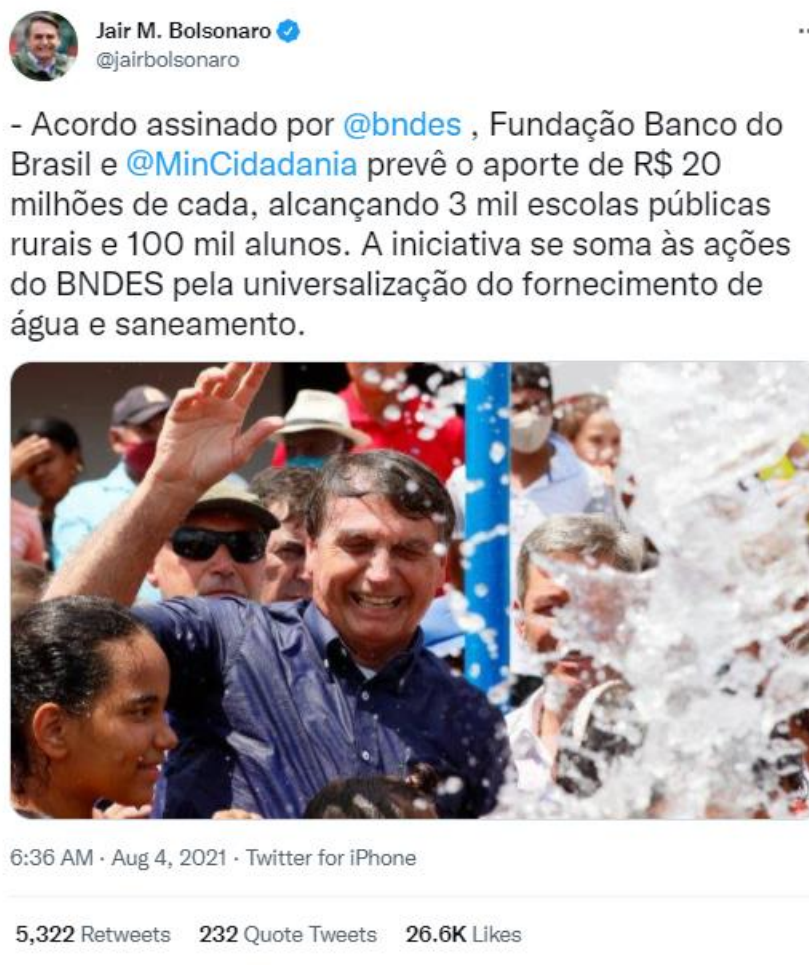 Jair M. Bolsonaro
@jairbolsonaro
- Acordo assinado por @bndes , Fundação Banco do
Brasil e @MinCidadania prevê o aporte de R$ 20
milhões de cada, alcançando 3 mil escolas públicas
rurais e 100 mil alunos. A iniciativa se soma às ações
do BNDES pela universalização do fornecimento de
água e saneamento.
6:36 AM · Aug 4, 2021 · Twitter for iPhone
5,322 Retweets 232 Quote Tweets 26.6K Likes